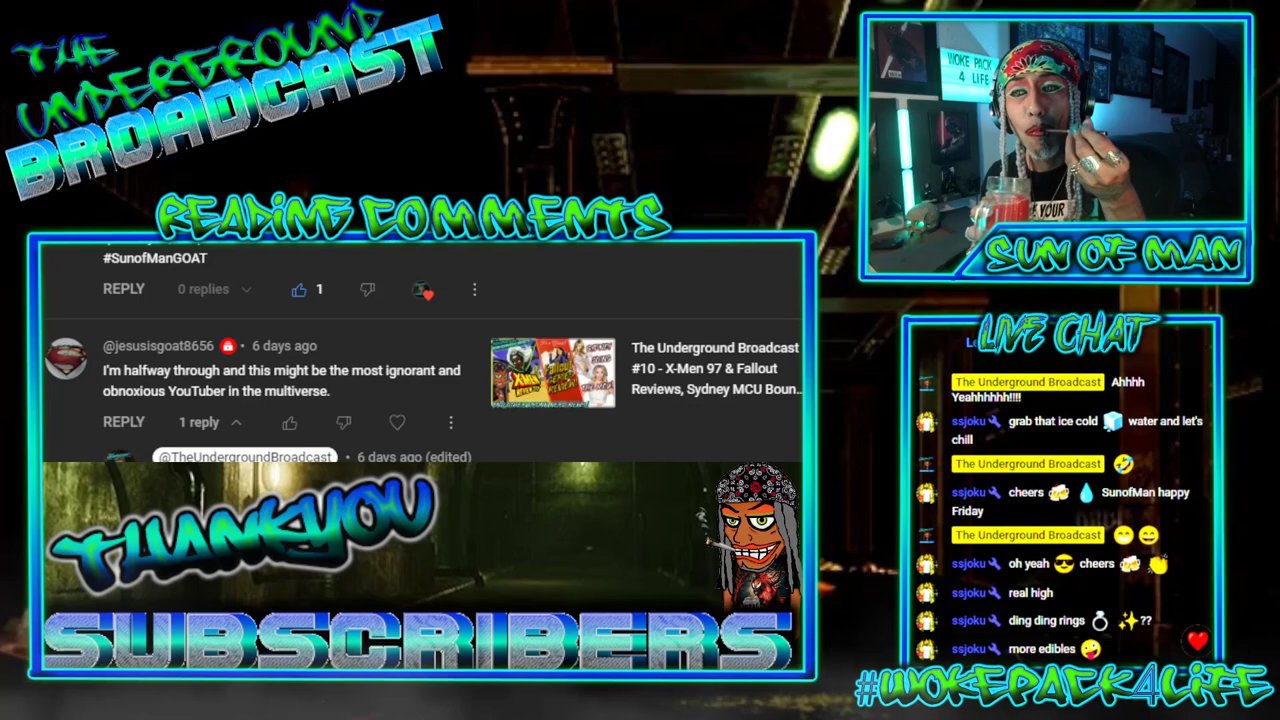 THE
UNDERGROUND
BROADCAST
READING COMMENTS
#SunofManGOAT
REPLY 0 replies 1
@jesusisgoat8656 • 6 days ago
I'm halfway through and this might be the most ignorant and
obnoxious YouTuber in the multiverse.
REPLY 1 reply
@TheUndergroundBroadcast • 6 days ago (edited)
The Underground Broadcast
#10 - X-Men 97 & Fallout
Reviews, Sydney MCU Boun...
THANKYOU
SUBSCRIBERS
WOKE PACK
4 LIFE
YOUR
SUN OF MAN
LIVE CHAT
The Underground Broadcast Ahhhh
Yeahhhhhh!!!!
ssjoku grab that ice cold 🧊 water and let's
chill
The Underground Broadcast 🤣
ssjoku cheers 🍻 💧 SunofMan happy
Friday
The Underground Broadcast 😁 😄
ssjoku oh yeah 😎 cheers 🍻 👏
ssjoku real high
ssjoku ding ding rings 💍 ✨??
ssjoku more edibles 🤪
#WOKEPACK4LIFE